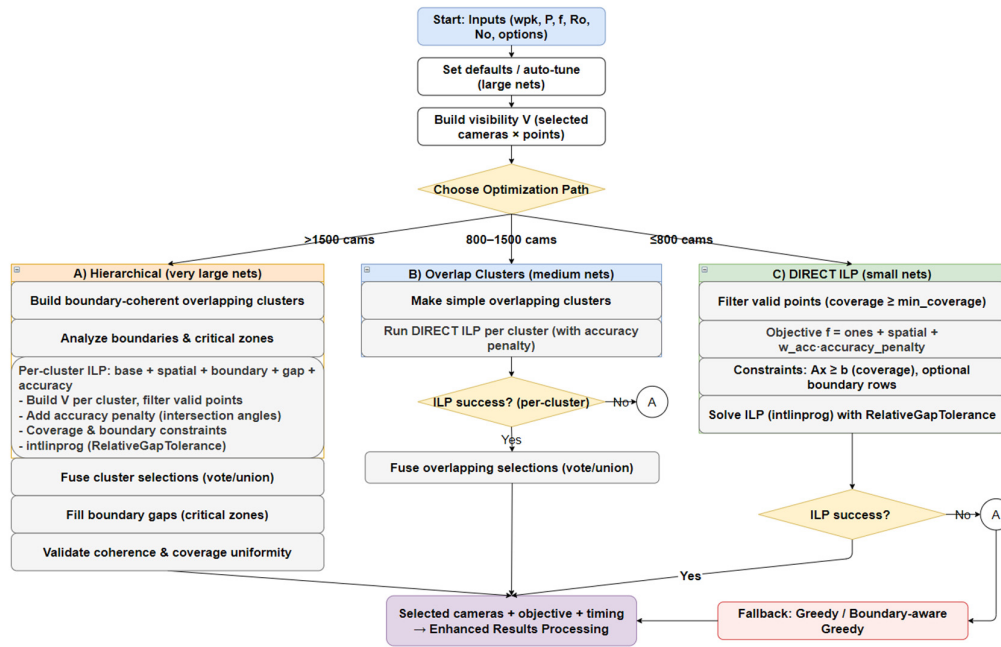 Start: Inputs (wpk, P, f, Ro,
No, options)
Set defaults / auto-tune
(large nets)
Build visibility V (selected
cameras × points)
Choose Optimization Path
>1500 cams
800–1500 cams
≤800 cams
A) Hierarchical (very large nets)
Build boundary-coherent overlapping clusters
Analyze boundaries & critical zones
Per-cluster ILP: base + spatial + boundary + gap +
accuracy
- Build V per cluster, filter valid points
- Add accuracy penalty (intersection angles)
- Coverage & boundary constraints
- intlinprog (RelativeGapTolerance)
Fuse cluster selections (vote/union)
Fill boundary gaps (critical zones)
Validate coherence & coverage uniformity
B) Overlap Clusters (medium nets)
Make simple overlapping clusters
Run DIRECT ILP per cluster (with accuracy
penalty)
ILP success? (per-cluster)
No
A
Yes
Fuse overlapping selections (vote/union)
C) DIRECT ILP (small nets)
Filter valid points (coverage ≥ min_coverage)
Objective f = ones + spatial +
w_acc·accuracy_penalty
Constraints: Ax ≥ b (coverage), optional
boundary rows
Solve ILP (intlinprog) with RelativeGapTolerance
ILP success?
No
A
Yes
Selected cameras + objective + timing
→ Enhanced Results Processing
Fallback: Greedy / Boundary-aware
Greedy